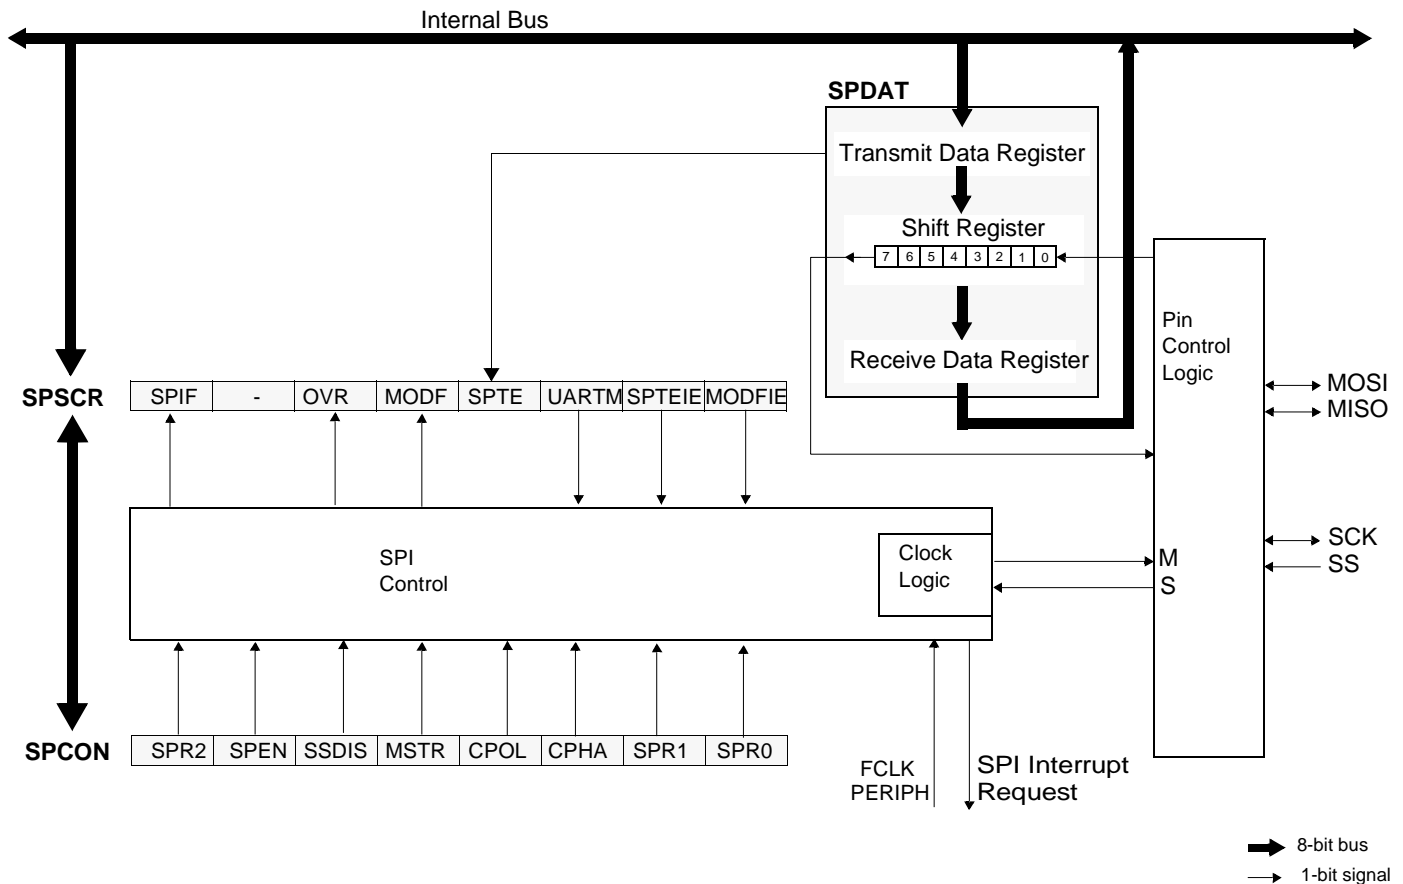 Internal Bus
SPDAT
Transmit Data Register
Shift Register
7 6 5 4 3 2 1 0
Receive Data Register
Pin
Control
Logic
MOSI
MISO
SCK
SS
M
S
SPSCR
SPIF - OVR MODF SPTE UARTM SPTEIE MODFIE
SPI
Control
Clock
Logic
SPCON
SPR2 SPEN SSDIS MSTR CPOL CPHA SPR1 SPR0
FCLK
PERIPH
SPI Interrupt
Request
8-bit bus
1-bit signal